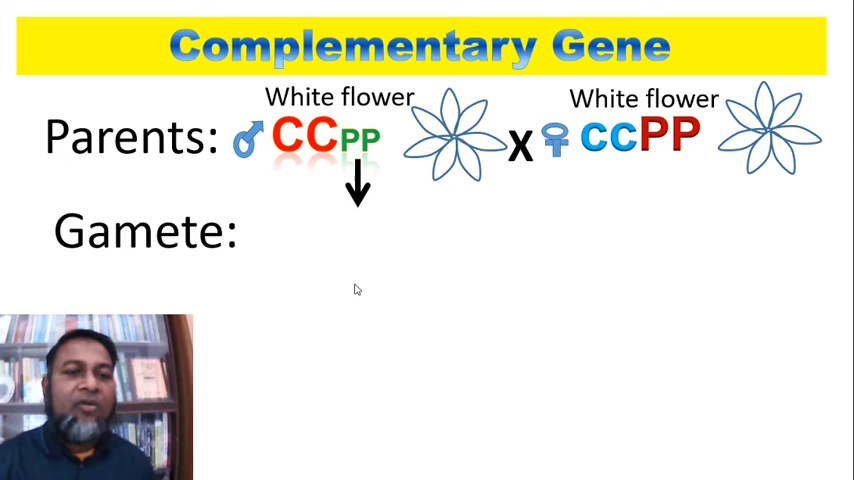 Complementary Gene
White flower White flower
Parents: ♂ CCPP X ♀ CCPP
Gamete: